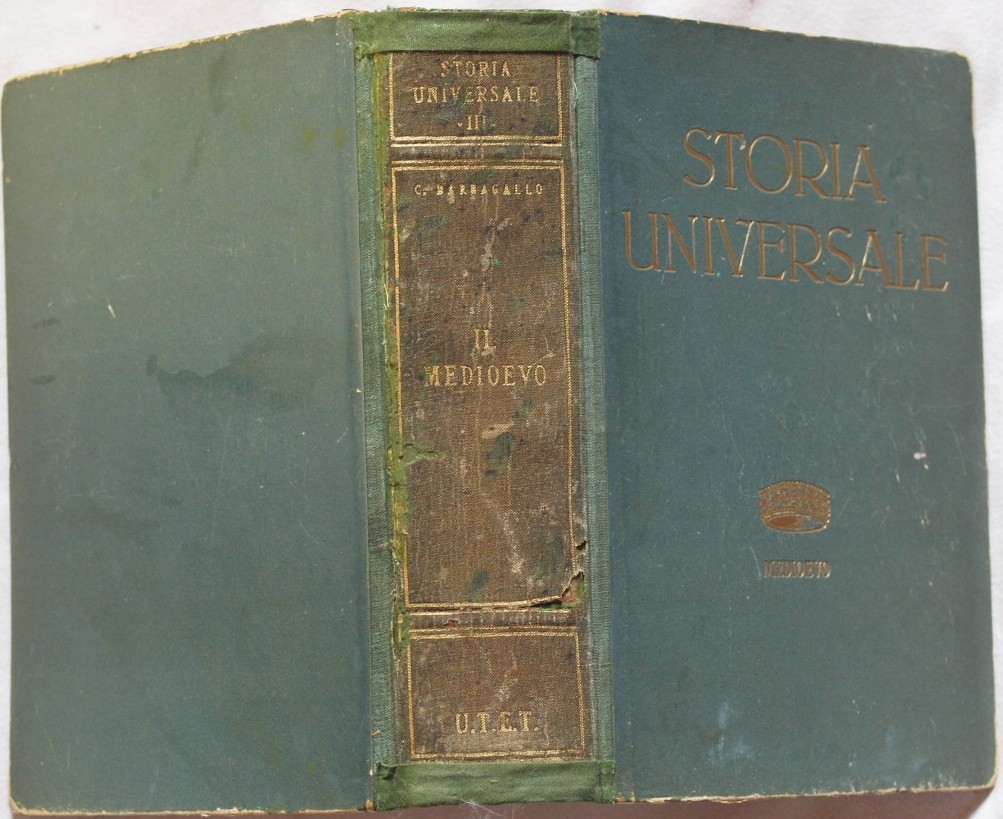 STORIA
UNIVERSALE
- III -
C. BARBAGALLO
IL
MEDIOEVO
U.T.E.T.
STORIA
UNIVERSALE
MEDIOEVO